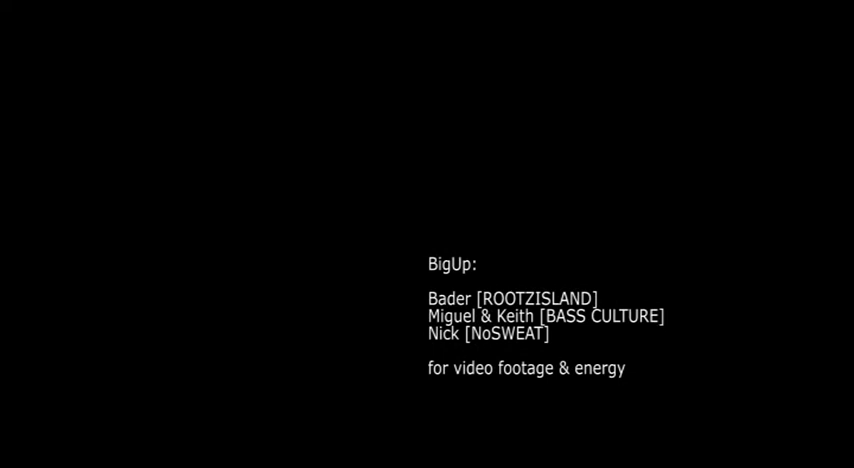 BigUp:
Bader [ROOTZISLAND]
Miguel & Keith [BASS CULTURE]
Nick [NoSWEAT]
for video footage & energy